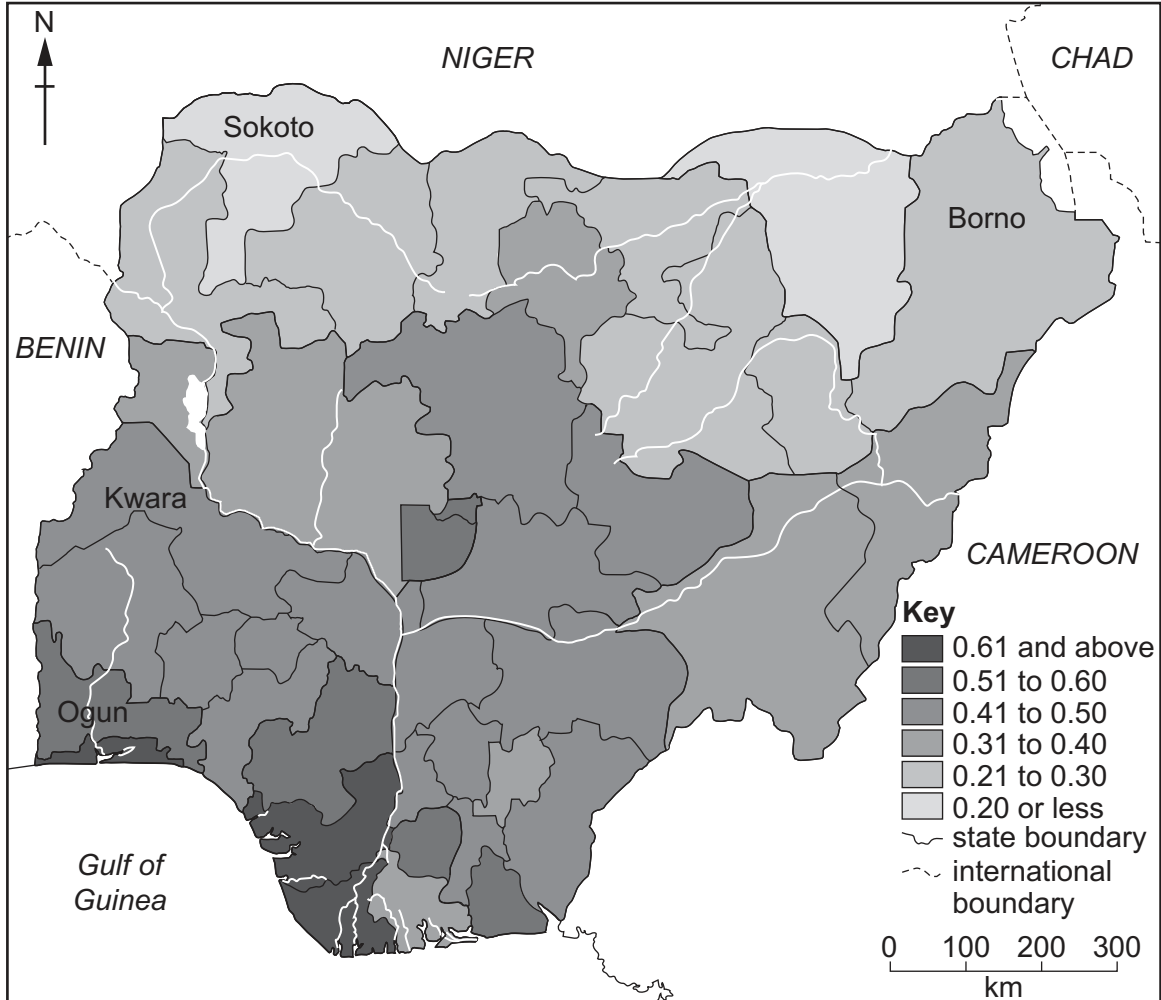 N
NIGER
CHAD
Sokoto
Borno
BENIN
Kwara
CAMEROON
Ogun
Gulf of
Guinea
Key
0.61 and above
0.51 to 0.60
0.41 to 0.50
0.31 to 0.40
0.21 to 0.30
0.20 or less
state boundary
international
boundary
0 100 200 300
km